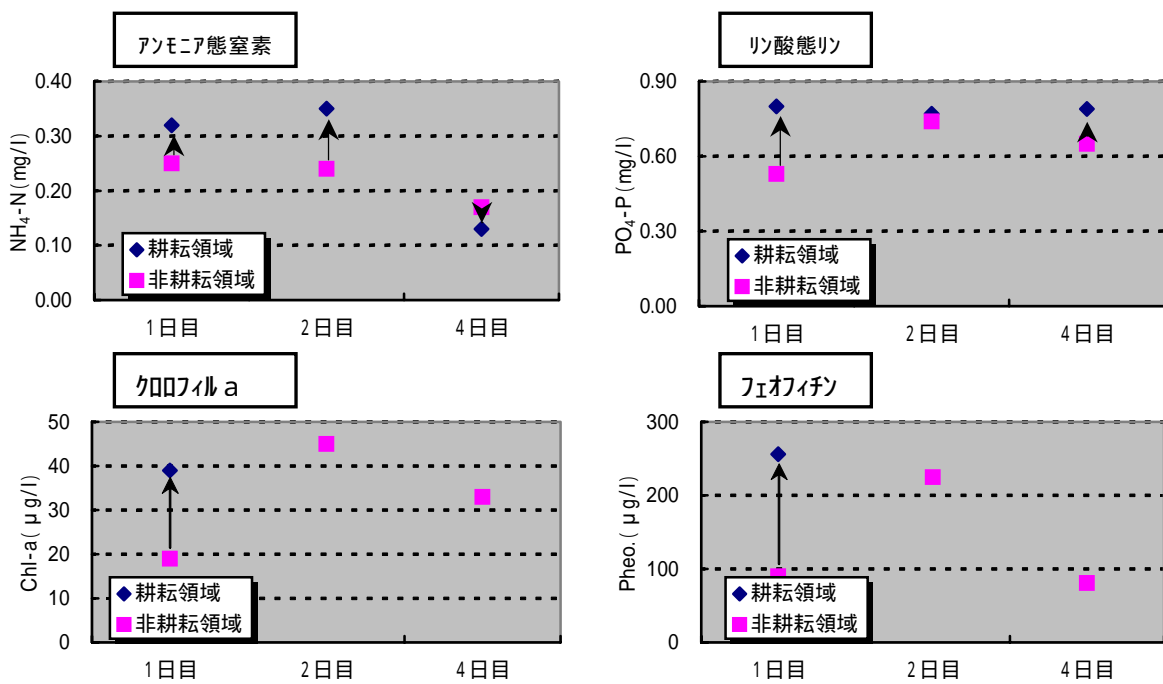 アンモニア態窒素
NH₄-N(mg/l)
0.40
0.30
0.20
0.10
0.00
◆耕耘領域
■非耕耘領域
1日目 2日目 4日目
リン酸態リン
PO₄-P(mg/l)
0.90
0.60
0.30
0.00
◆耕耘領域
■非耕耘領域
1日目 2日目 4日目
クロロフィルａ
Chl-a(μg/l)
50
40
30
20
10
0
◆耕耘領域
■非耕耘領域
1日目 2日目 4日目
フェオフィチン
Pheo.(μg/l)
300
200
100
0
◆耕耘領域
■非耕耘領域
1日目 2日目 4日目